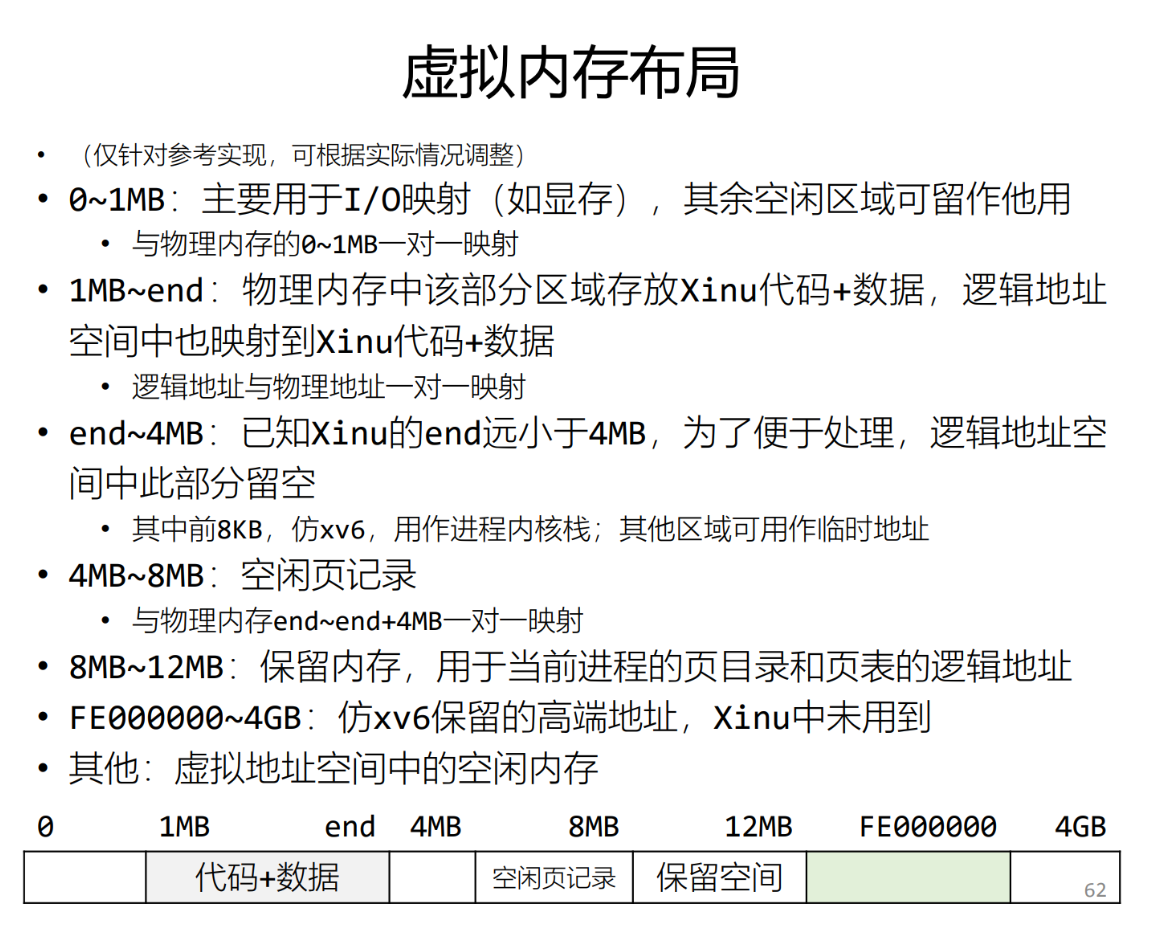 虚拟内存布局
• （仅针对参考实现，可根据实际情况调整）
• 0~1MB：主要用于I/O映射（如显存），其余空闲区域可留作他用
• 与物理内存的0~1MB一对一映射
• 1MB~end：物理内存中该部分区域存放Xinu代码+数据，逻辑地址
空间中也映射到Xinu代码+数据
• 逻辑地址与物理地址一对一映射
• end~4MB：已知Xinu的end远小于4MB，为了便于处理，逻辑地址空
间中此部分留空
• 其中前8KB，仿xv6，用作进程内核栈；其他区域可用作临时地址
• 4MB~8MB：空闲页记录
• 与物理内存end~end+4MB一对一映射
• 8MB~12MB：保留内存，用于当前进程的页目录和页表的逻辑地址
• FE000000~4GB：仿xv6保留的高端地址，Xinu中未用到
• 其他：虚拟地址空间中的空闲内存
0 1MB end 4MB 8MB 12MB FE000000 4GB
代码+数据 空闲页记录 保留空间
62